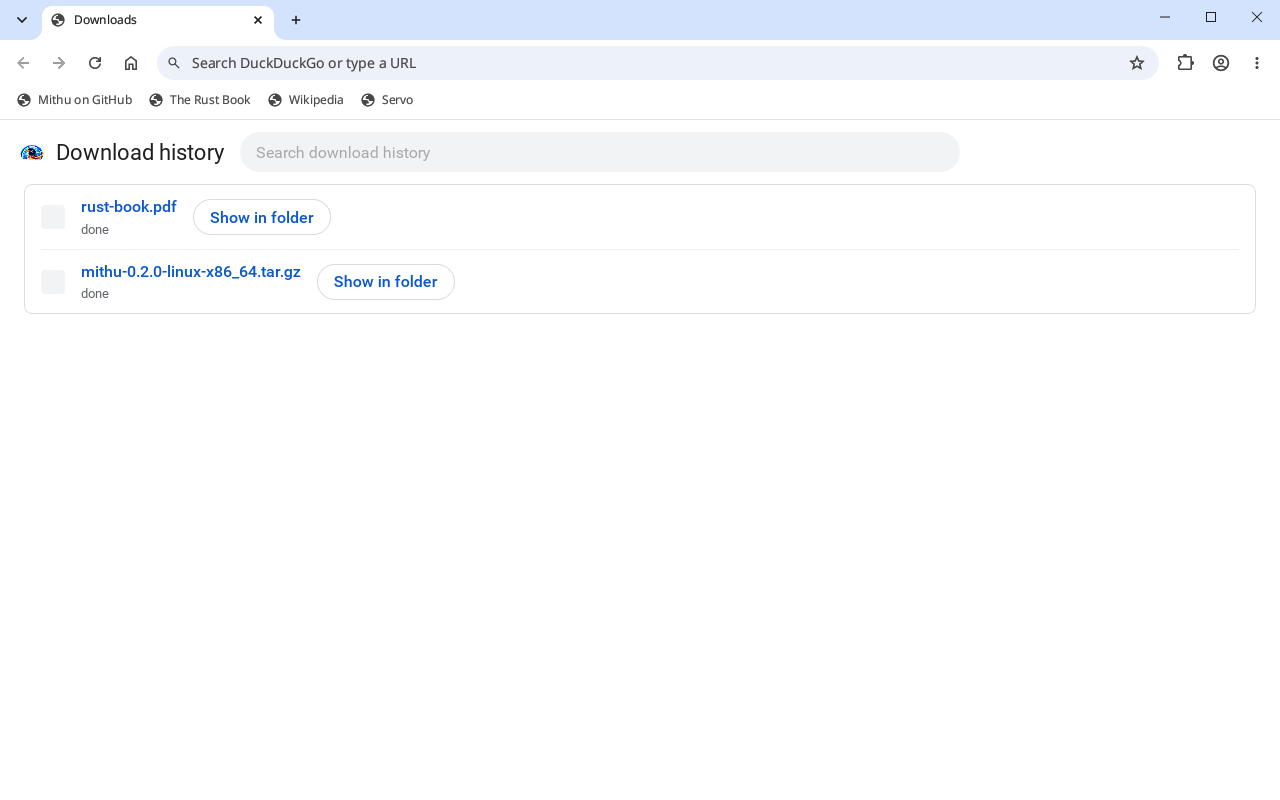 Downloads
Search DuckDuckGo or type a URL
Mithu on GitHub The Rust Book Wikipedia Servo
Download history Search download history
rust-book.pdf
done
Show in folder
mithu-0.2.0-linux-x86_64.tar.gz
done
Show in folder